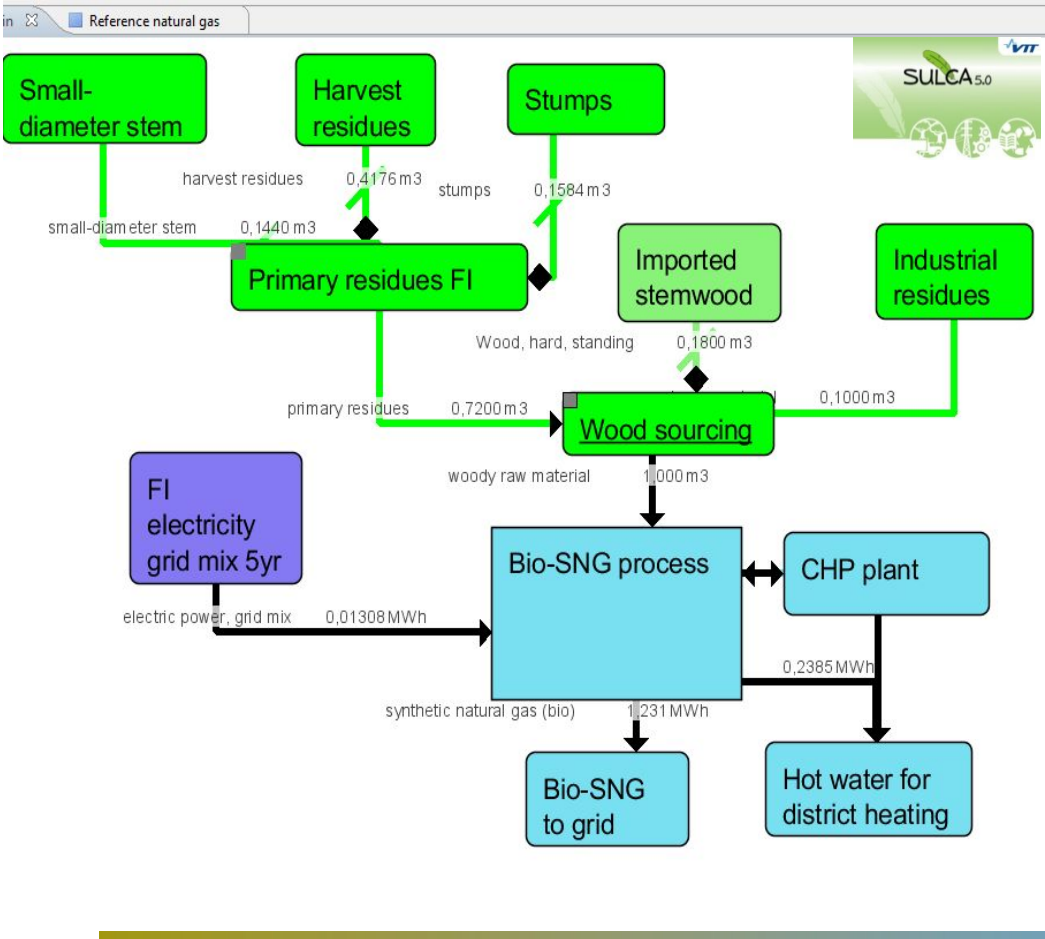 in
Reference natural gas
VTT
SULCA 5.0
Small-
diameter stem
Harvest
residues
Stumps
harvest residues
0,4176 m3
stumps
0,1584 m3
small-diameter stem
0,1440 m3
Primary residues FI
Imported
stemwood
Industrial
residues
Wood, hard, standing
0,1800 m3
primary residues
0,7200 m3
0,1000 m3
Wood sourcing
woody raw material
1,000 m3
FI
electricity
grid mix 5yr
Bio-SNG process
CHP plant
electric power, grid mix
0,01308 MWh
0,2385 MWh
synthetic natural gas (bio)
1,231 MWh
Bio-SNG
to grid
Hot water for
district heating